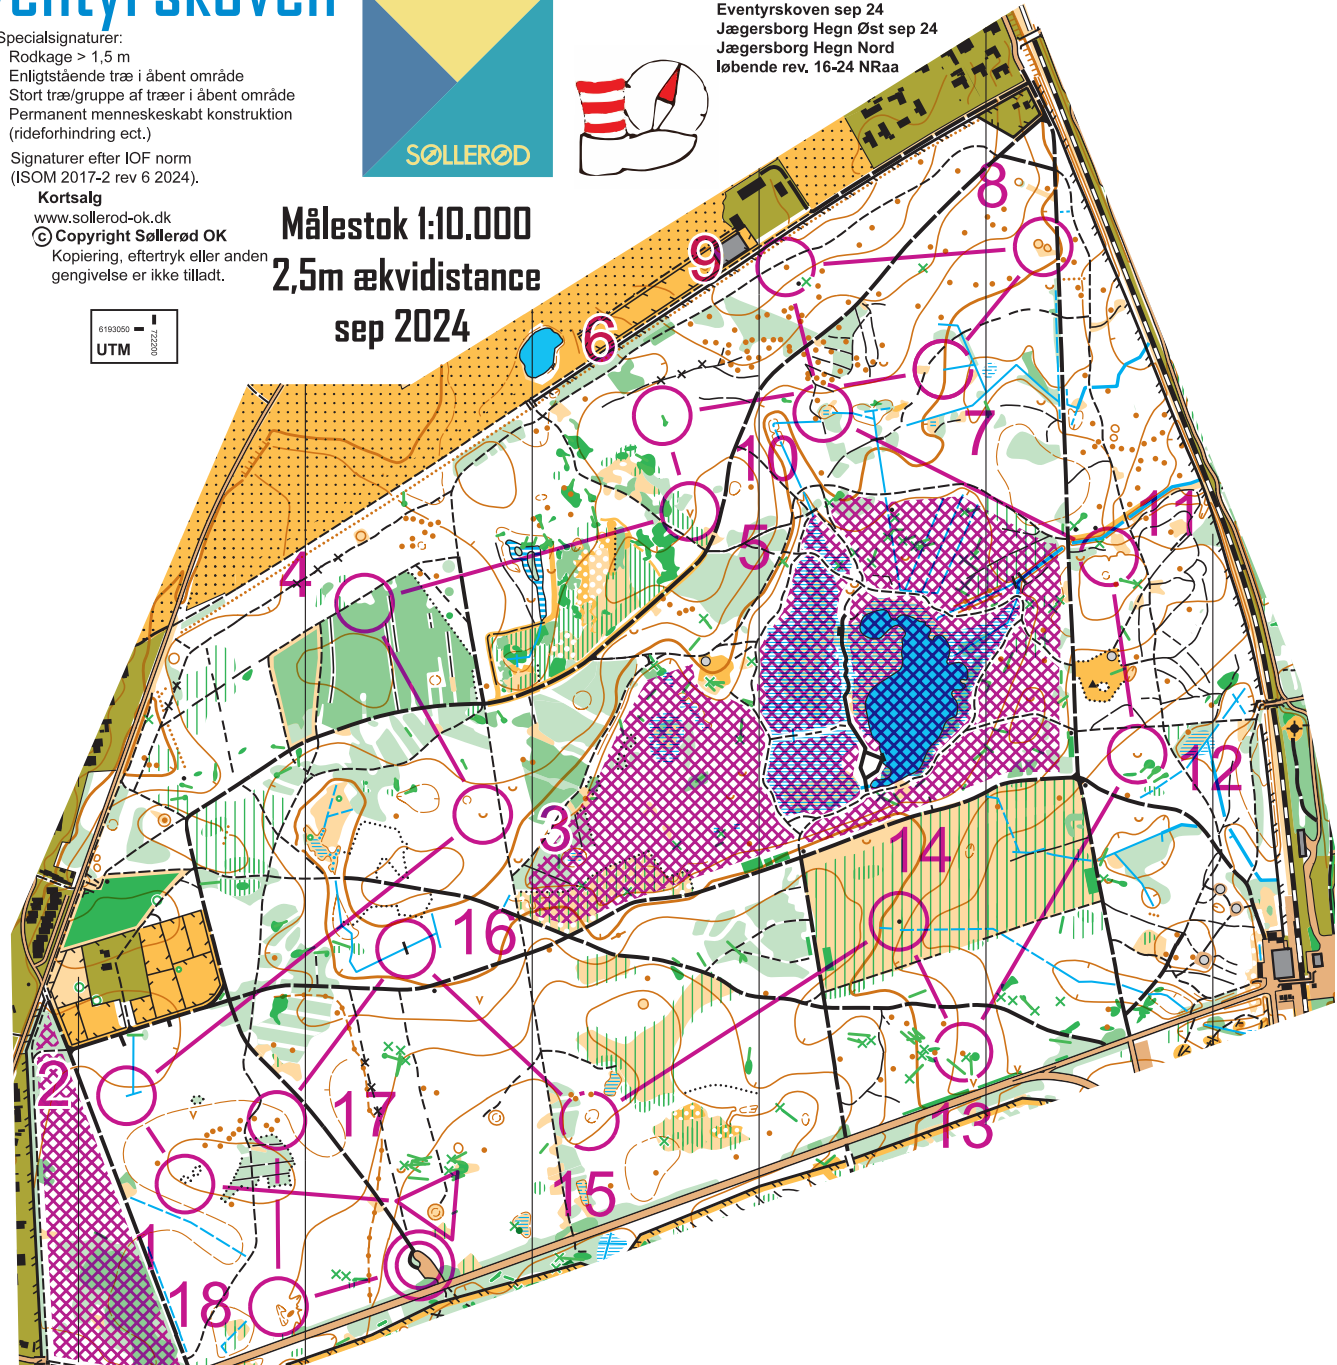 Specialsignaturer:
Rodkage > 1,5 m
Enligtstående træ i åbent område
Stort træ/gruppe af træer i åbent område
Permanent menneskeskabt konstruktion
(rideforhindring ect.)
Signaturer efter IOF norm
(ISOM 2017-2 rev 6 2024).
Kortsalg
www.sollerod-ok.dk
© Copyright Søllerød OK
Kopiering, eftertryk eller anden
gengivelse er ikke tilladt.
6193050
722200
UTM
SØLLERØD
Målestok 1:10.000
2,5m ækvidistance
sep 2024
Eventyrskoven sep 24
Jægersborg Hegn Øst sep 24
Jægersborg Hegn Nord
løbende rev. 16-24 NRaa
8
9
6
7
10
11
5
4
12
3
14
16
2
17
13
15
1
18